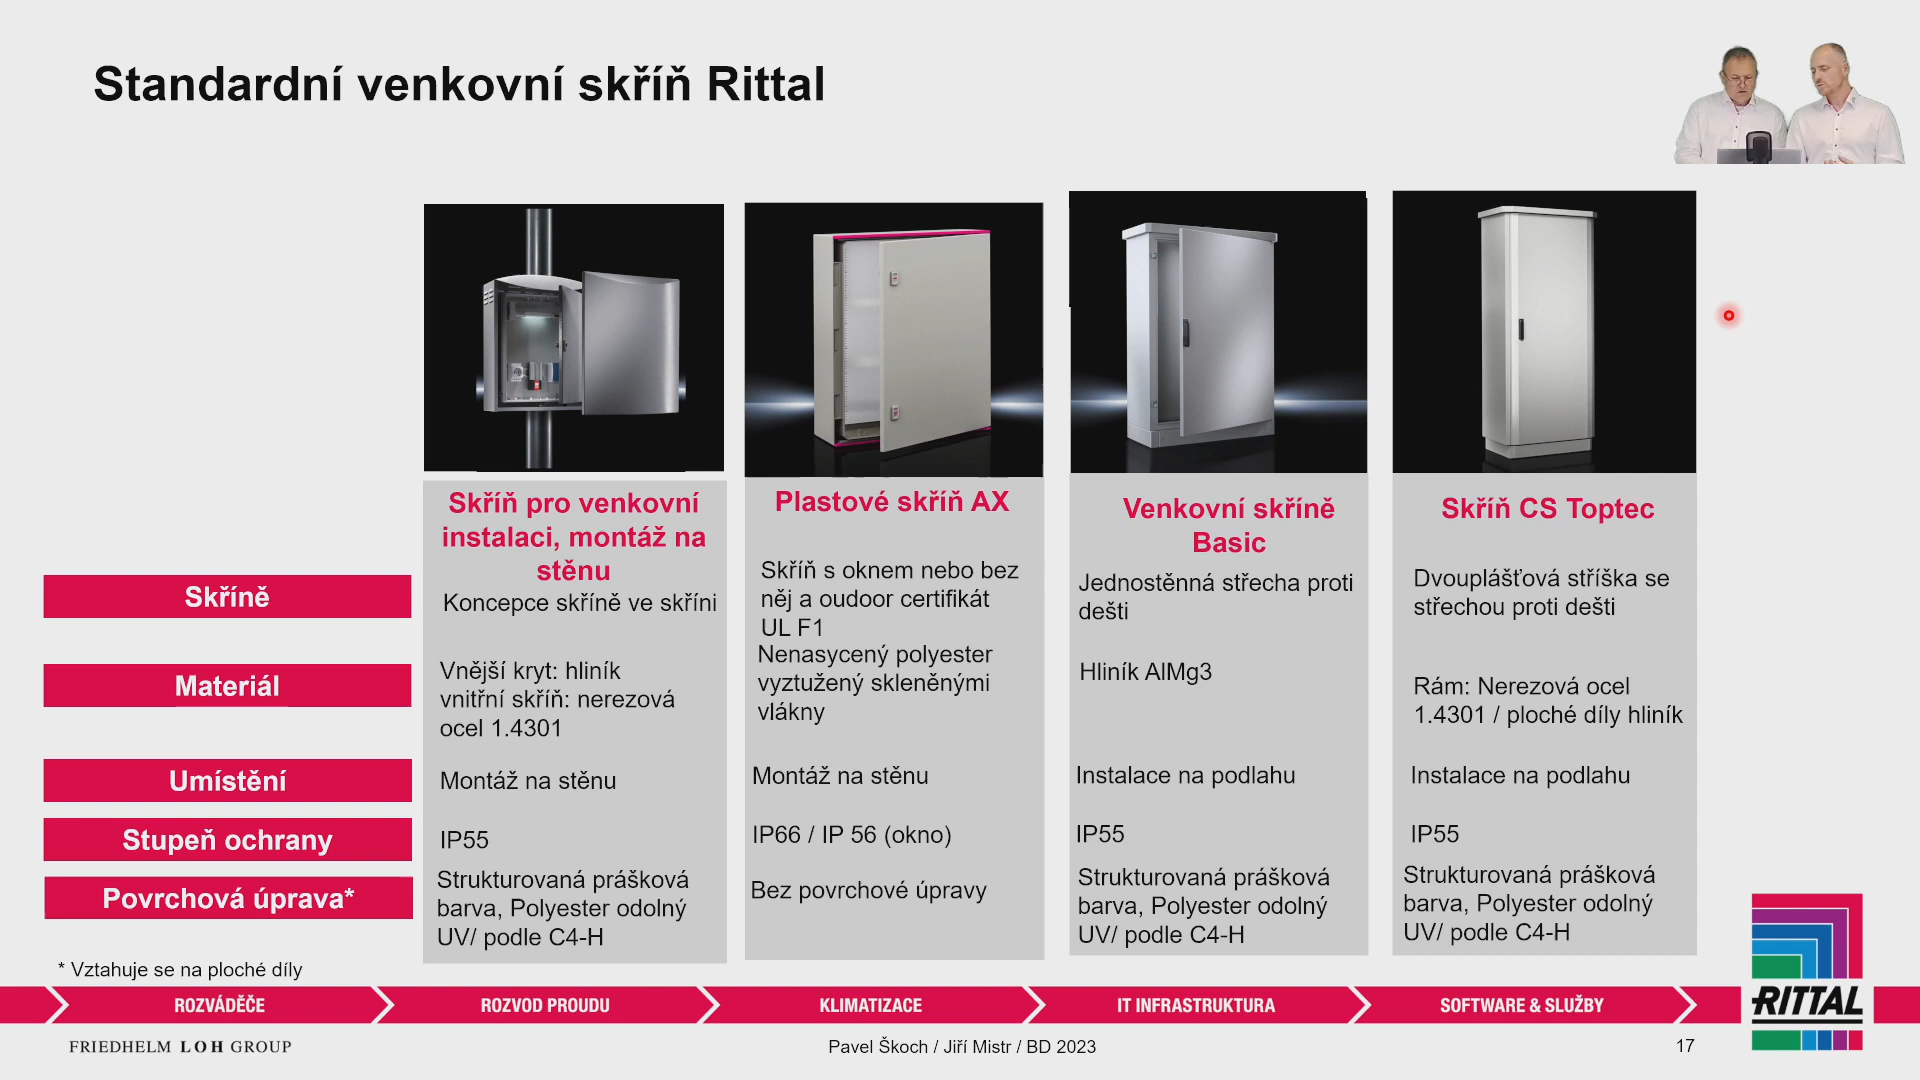 Standardní venkovní skříň Rittal
Skříň pro venkovní
instalaci, montáž na
stěnu
Plastové skříň AX
Venkovní skříně
Basic
Skříň CS Toptec
Skříně
Koncepce skříně ve skříni
Skříň s oknem nebo bez
něj a oudoor certifikát
UL F1
Jednostěnná střecha proti
dešti
Dvouplášťová stříška se
střechou proti dešti
Materiál
Vnější kryt: hliník
vnitřní skříň: nerezová
ocel 1.4301
Nenasycený polyester
vyztužený skleněnými
vlákny
Hliník AlMg3
Rám: Nerezová ocel
1.4301 / ploché díly hliník
Umístění
Montáž na stěnu
Montáž na stěnu
Instalace na podlahu
Instalace na podlahu
Stupeň ochrany
IP55
IP66 / IP 56 (okno)
IP55
IP55
Povrchová úprava*
Strukturovaná prášková
barva, Polyester odolný
UV/ podle C4-H
Bez povrchové úpravy
Strukturovaná prášková
barva, Polyester odolný
UV/ podle C4-H
Strukturovaná prášková
barva, Polyester odolný
UV/ podle C4-H
* Vztahuje se na ploché díly
ROZVÁDĚČE
ROZVOD PROUDU
KLIMATIZACE
IT INFRASTRUKTURA
SOFTWARE & SLUŽBY
RITTAL
FRIEDHELM LOH GROUP
Pavel Škoch / Jiří Mistr / BD 2023
17